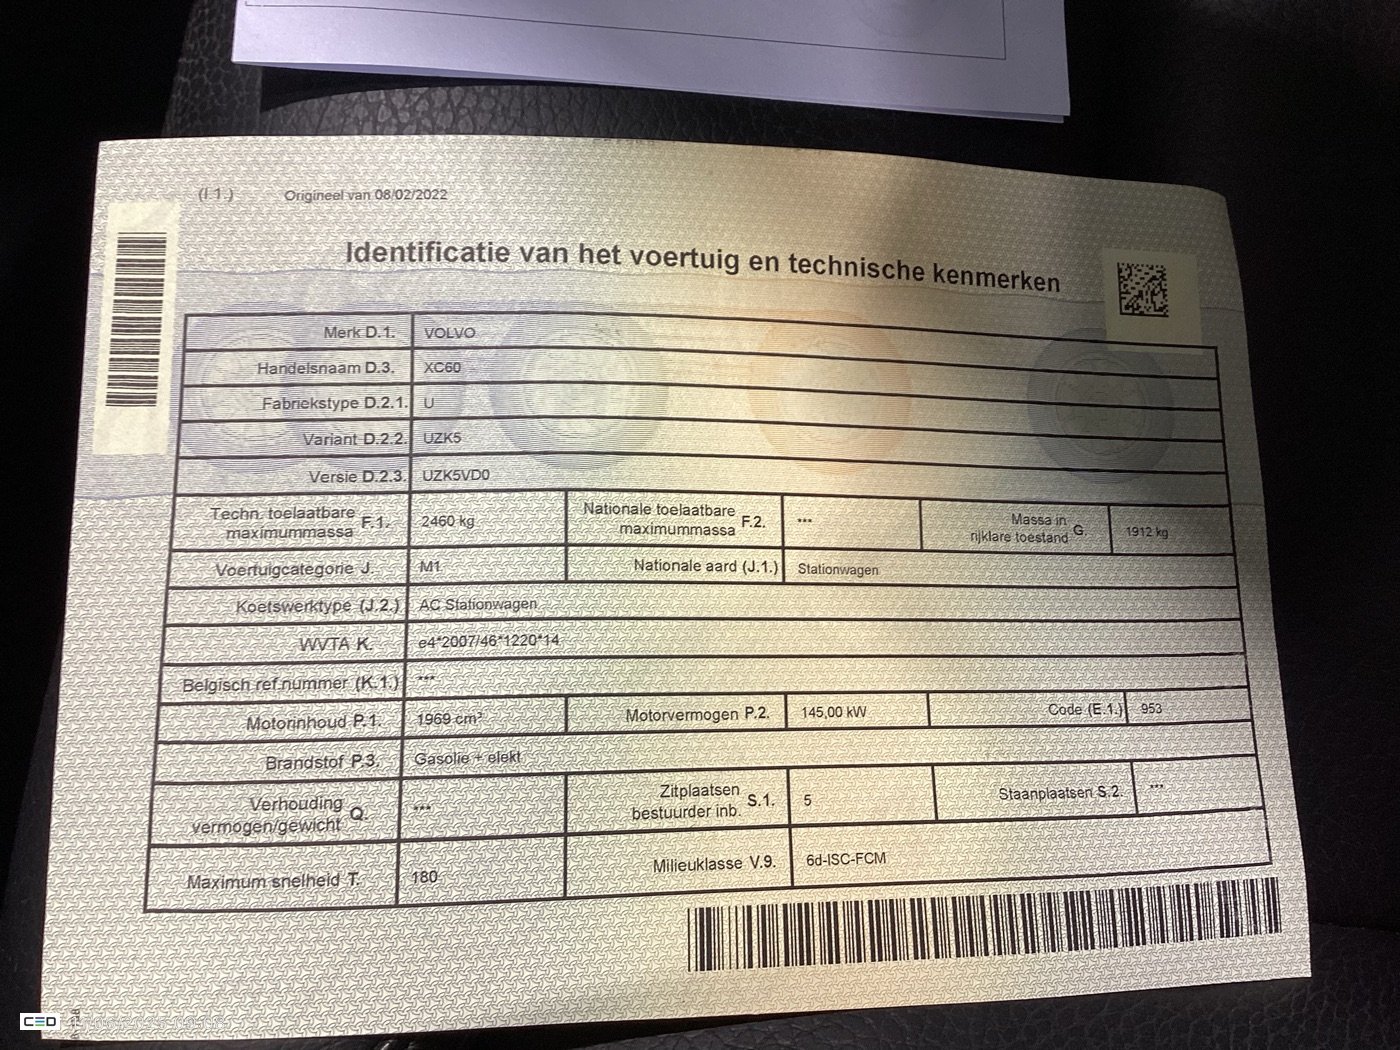 (I.1.) Origineel van 08/02/2022
Identificatie van het voertuig en technische kenmerken
Merk D.1. VOLVO
Handelsnaam D.3. XC60
Fabriekstype D.2.1. U
Variant D.2.2. UZK5
Versie D.2.3. UZK5VD0
Techn. toelaatbare maximummassa F.1. 2460 kg Nationale toelaatbare maximummassa F.2. *** Massa in rijklare toestand G. 1912 kg
Voertuigcategorie J. M1 Nationale aard (J.1.) Stationwagen
Koetswerktype (J.2.) AC Stationwagen
WVTA K. e4*2007/46*1220*14
Belgisch ref.nummer (K.1.) ***
Motorinhoud P.1. 1969 cm³ Motorvermogen P.2. 145,00 kW Code (E.1.) 953
Brandstof P.3. Gasolie + elekt
Verhouding vermogen/gewicht Q. *** Zitplaatsen bestuurder inb. S.1. 5 Staanplaatsen S.2. ***
Maximum snelheid T. 180 Milieuklasse V.9. 6d-ISC-FCM
CED